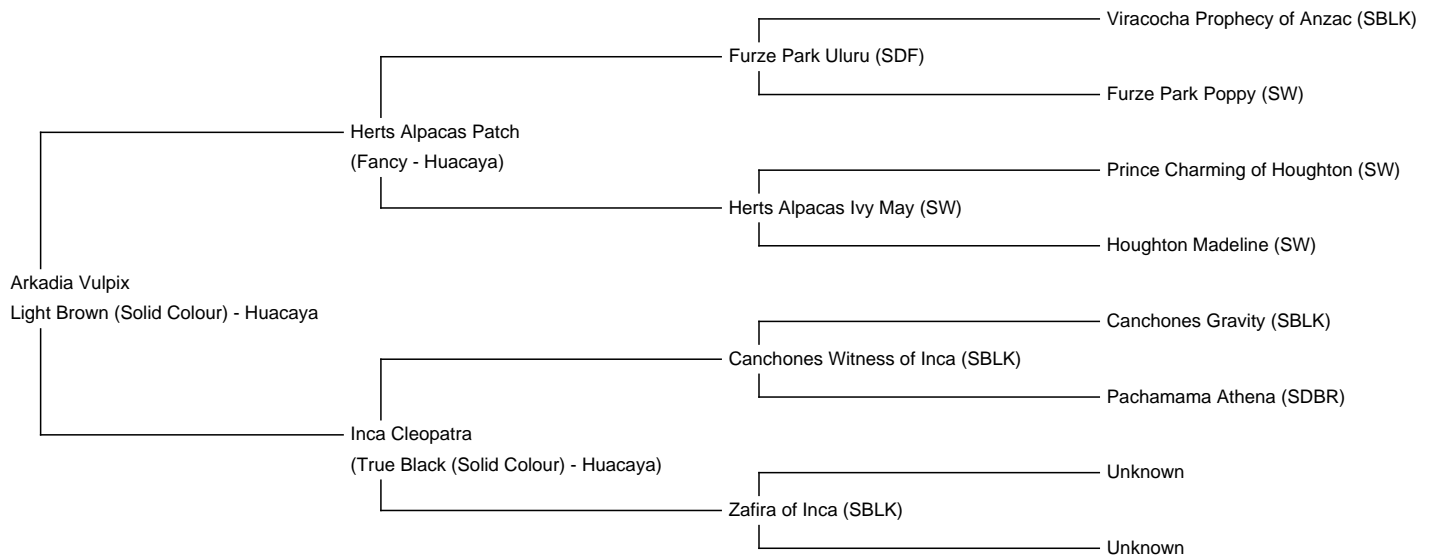 Viracocha Prophecy of Anzac (SBLK)
Furze Park Uluru (SDF)
Furze Park Poppy (SW)
Herts Alpacas Patch
(Fancy - Huacaya)
Prince Charming of Houghton (SW)
Herts Alpacas Ivy May (SW)
Houghton Madeline (SW)
Arkadia Vulpix
Light Brown (Solid Colour) - Huacaya
Canchones Gravity (SBLK)
Canchones Witness of Inca (SBLK)
Pachamama Athena (SDBR)
Inca Cleopatra
(True Black (Solid Colour) - Huacaya)
Unknown
Zafira of Inca (SBLK)
Unknown